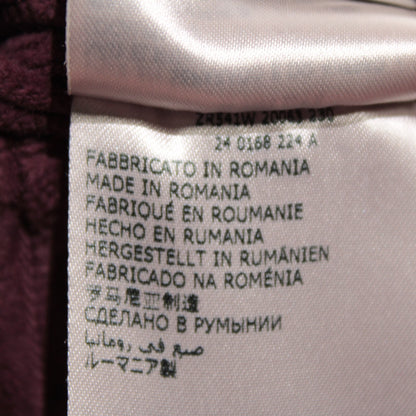 ZR541W 20063 230
24 0168 224 A
FABBRICATO IN ROMANIA
MADE IN ROMANIA
FABRIQUÉ EN ROUMANIE
HECHO EN RUMANIA
HERGESTELLT IN RUMÄNIEN
FABRICADO NA ROMÉNIA
罗马尼亚制造
СДЕЛАНО В РУМЫНИИ
صنع في رومانيا
ルーマニア製